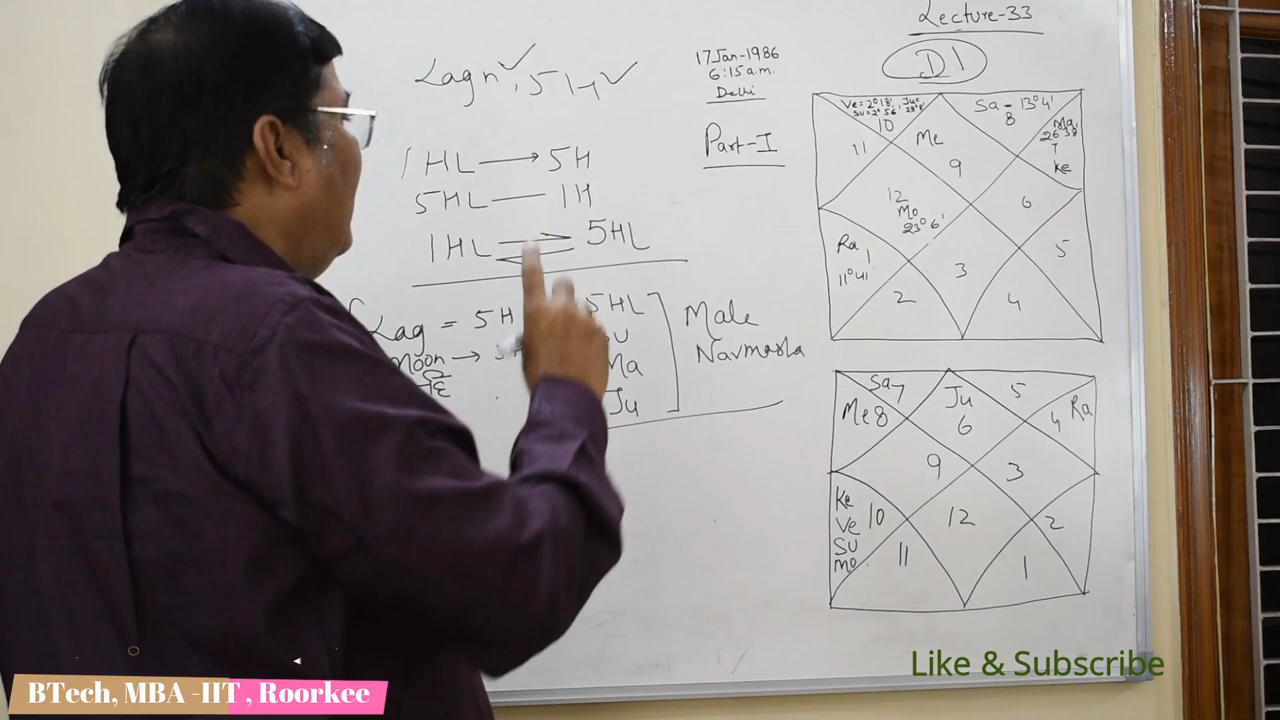 Lecture-33
D1
17 Jan-1986
6:15 a.m.
Delhi
Part-I
Lagn✓, 5H✓
1HL → 5H
5HL — 1H
1HL ⇌ 5HL
Lag = 5H
5HL
Moon →
Ma
Ju
Male
Navmasha
Ve = 2°18'
Su = 2°56'
10
Sa - 13°41'
8
Ma
7
Ke
11
Me
9
12
Mo
23°6'
6
Ra
1
11°41'
5
2
3
4
Sa 7
Ju
6
5
Me 8
4 Ra
9
3
Ke
Ve
Su
Mo
10
12
2
11
1
Like & Subscribe
BTech, MBA -IIT , Roorkee